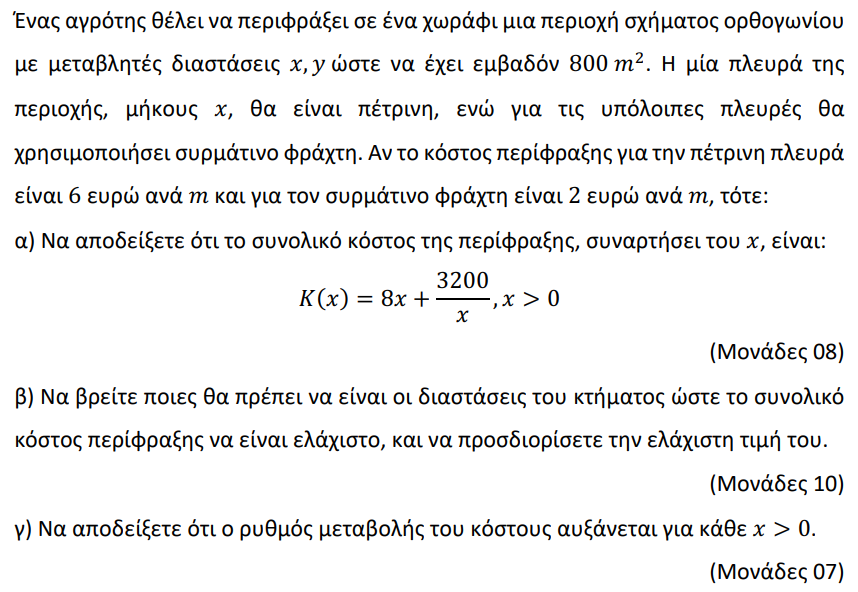 Ένας αγρότης θέλει να περιφράξει σε ένα χωράφι μια περιοχή σχήματος ορθογωνίου
με μεταβλητές διαστάσεις x, y ώστε να έχει εμβαδόν 800 m². Η μία πλευρά της
περιοχής, μήκους x, θα είναι πέτρινη, ενώ για τις υπόλοιπες πλευρές θα
χρησιμοποιήσει συρμάτινο φράχτη. Αν το κόστος περίφραξης για την πέτρινη πλευρά
είναι 6 ευρώ ανά m και για τον συρμάτινο φράχτη είναι 2 ευρώ ανά m, τότε:
α) Να αποδείξετε ότι το συνολικό κόστος της περίφραξης, συναρτήσει του x, είναι:
K(x) = 8x + 3200/x, x > 0
(Μονάδες 08)
β) Να βρείτε ποιες θα πρέπει να είναι οι διαστάσεις του κτήματος ώστε το συνολικό
κόστος περίφραξης να είναι ελάχιστο, και να προσδιορίσετε την ελάχιστη τιμή του.
(Μονάδες 10)
γ) Να αποδείξετε ότι ο ρυθμός μεταβολής του κόστους αυξάνεται για κάθε x > 0.
(Μονάδες 07)